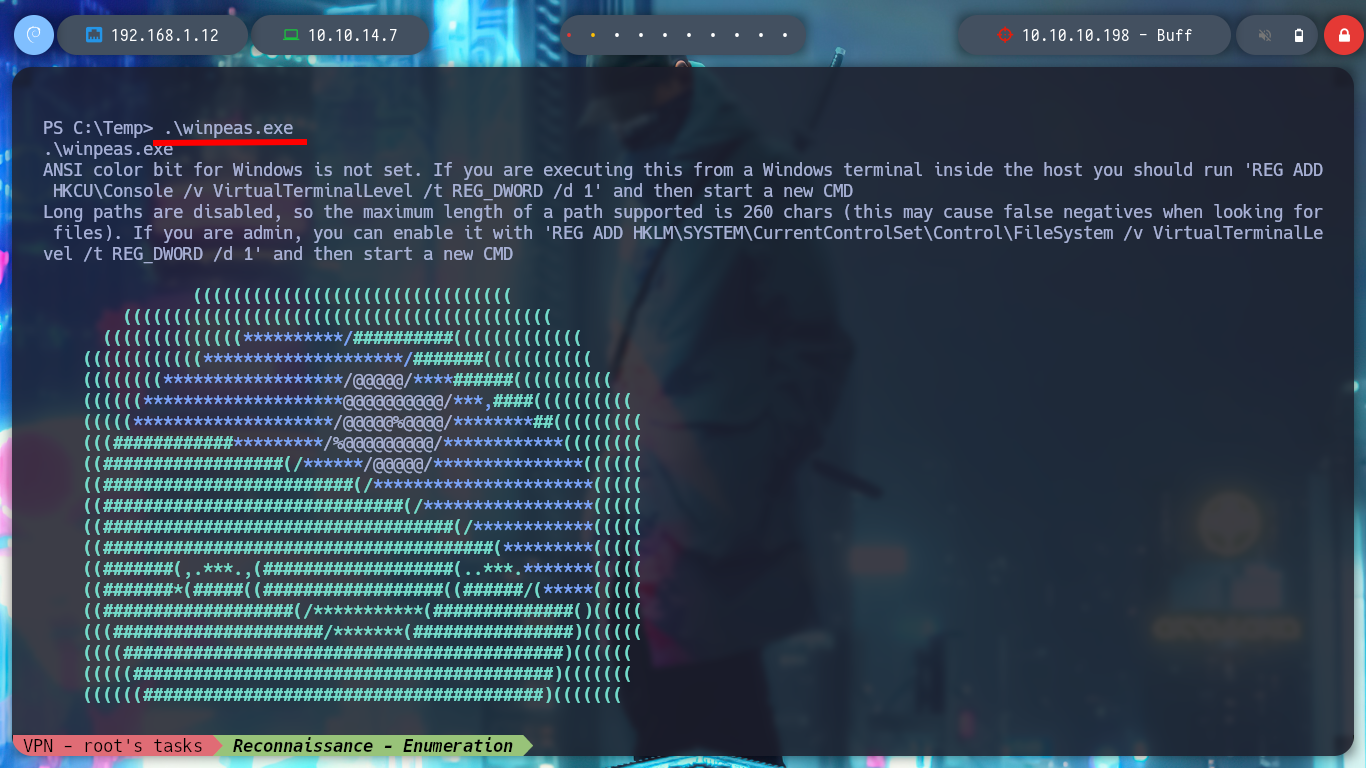 192.168.1.12
10.10.14.7
10.10.10.198 - Buff
PS C:\Temp> .\winpeas.exe
.\winpeas.exe
ANSI color bit for Windows is not set. If you are executing this from a Windows terminal inside the host you should run 'REG ADD
 HKCU\Console /v VirtualTerminalLevel /t REG_DWORD /d 1' and then start a new CMD
Long paths are disabled, so the maximum length of a path supported is 260 chars (this may cause false negatives when looking for
 files). If you are admin, you can enable it with 'REG ADD HKLM\SYSTEM\CurrentControlSet\Control\FileSystem /v VirtualTerminalLe
vel /t REG_DWORD /d 1' and then start a new CMD
VPN - root's tasks
Reconnaissance - Enumeration